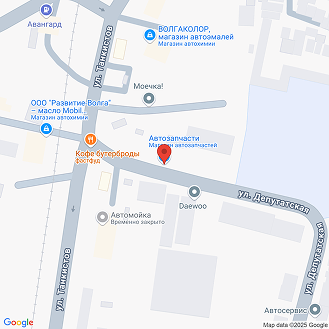 Авангард
ВОЛГАКОЛОР,
магазин автоэмалей
Магазин автохимии
ул. Танкистов
Моечка!
ООО "Развитие Волга"
– масло Mobil.
Магазин автохимии
Автозапчасти
Магазин автозапчастей
Кофе бутерброды
фастфуд
ул. Депутатская
Daewoo
Автомойка
Временно закрыто
ул. Танкистов
ул. Депутатская
Автосервис
Google
Map data ©2025 Google